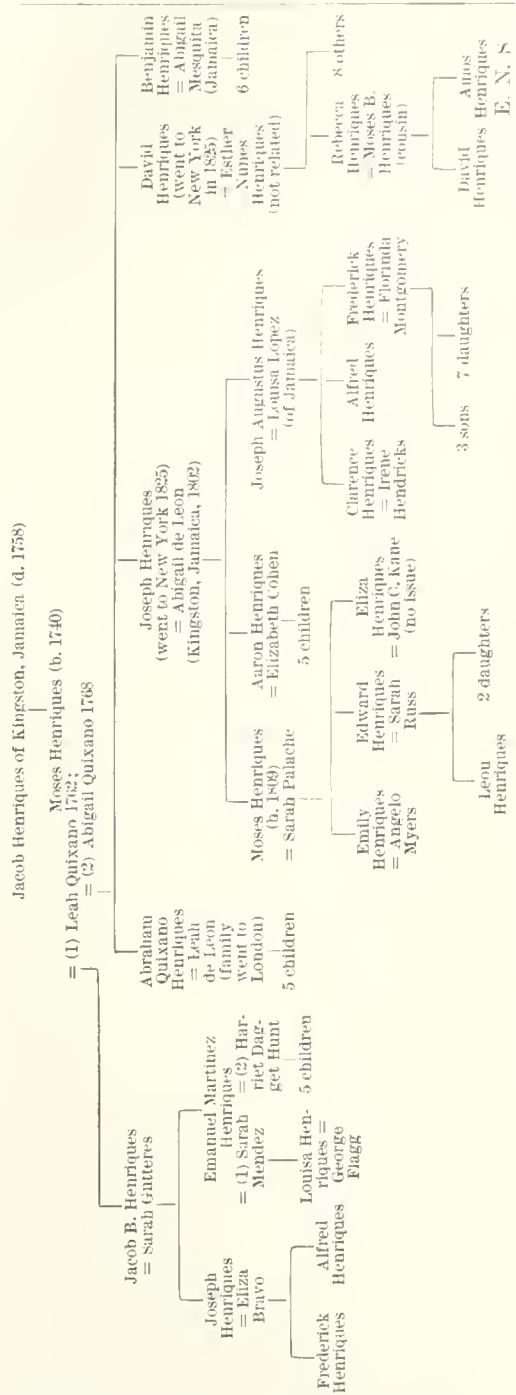 Jacob Henriques of Kingston, Jamaica (d. 1758)
Moses Henriques (b. 1740)
= (1) Leah Quixano 1762;
= (2) Abigail Quixano 1768
Jacob B. Henriques
= Sarah Gutteres
Joseph
Henriques
= Eliza
Bravo
Frederick
Henriques
Alfred
Henriques
Emanuel Martinez
Henriques
= (1) Sarah
Mendez
= (2) Har-
riet Dag-
get Hunt
Louisa Hen-
riques =
George
Flagg
5 children
Abraham
Quixano
Henriques
= Leah
de Leon
(family
went to
London)
5 children
Joseph Henriques
(went to New York 1825)
= Abigail de Leon
(Kingston, Jamaica, 1802)
Moses Henriques
(b. 1809)
= Sarah Palache
Emily
Henriques
= Angelo
Myers
Edward
Henriques
= Sarah
Russ
Leou
Henriques
2 daughters
Eliza
Henriques
= John C. Kane
(no issue)
Aaron Henriques
= Elizabeth Cohen
5 children
Joseph Augustus Henriques
= Louisa Lopez
(of Jamaica)
Clarence
Henriques
= Irene
Hendricks
Alfred
Henriques
Frederick
Henriques
= Florinda
Montgomery
3 sons
7 daughters
David
Henriques
(went to
New York
in 1825)
= Esther
Nunes
Henriques
(not related)
Rebecca
Henriques
= Moses B.
Henriques
(cousin)
David
Henriques
Amos
Henriques
8 others
Benjamin
Henriques
= Abigail
Mesquita
(Jamaica)
6 children
E. N. S.